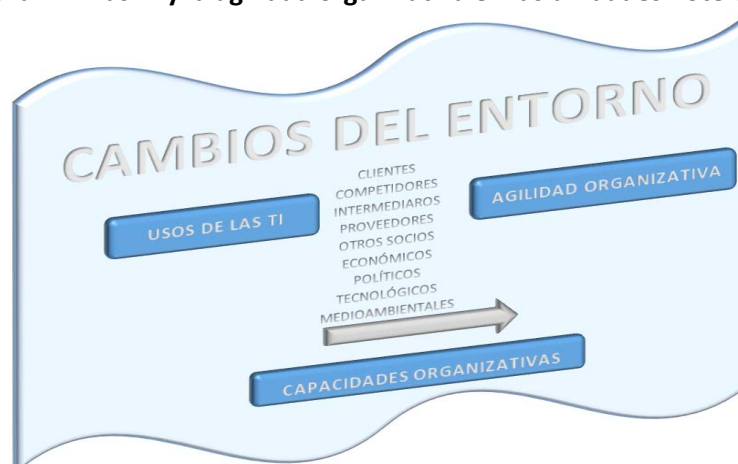 CAMBIOS DEL ENTORNO
CLIENTES
COMPETIDORES
INTERMEDIAROS
PROVEEDORES
OTROS SOCIOS
ECONÓMICOS
POLÍTICOS
TECNOLÓGICOS
MEDIOAMBIENTALES
USOS DE LAS TI
AGILIDAD ORGANIZATIVA
CAPACIDADES ORGANIZATIVAS